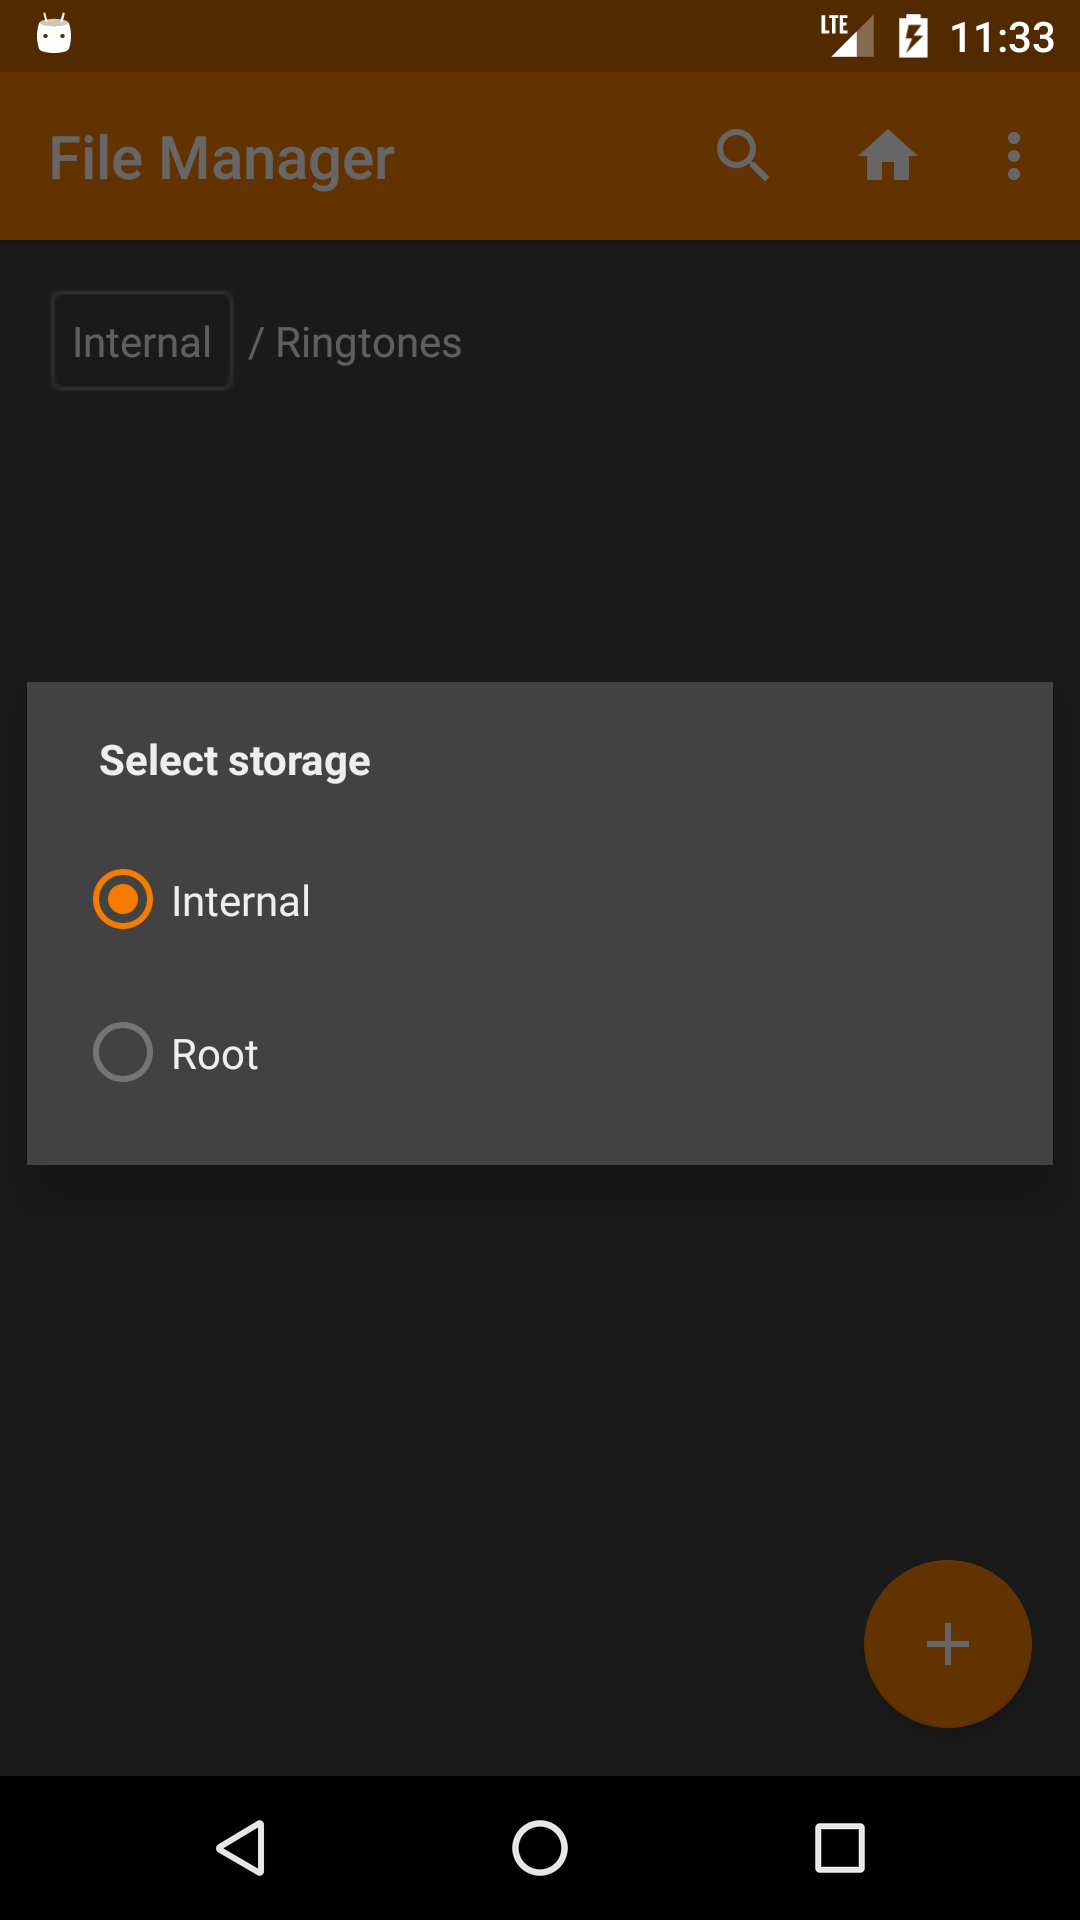 LTE 11:33
File Manager
Internal / Ringtones
Select storage
Internal
Root